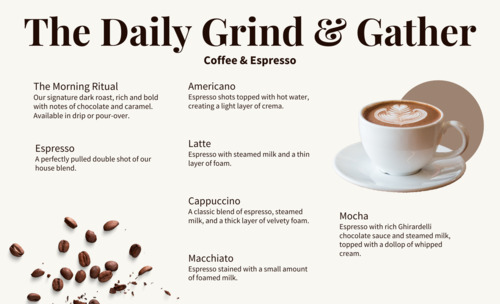 The Daily Grind & Gather
Coffee & Espresso
The Morning Ritual
Our signature dark roast, rich and bold
with notes of chocolate and caramel.
Available in drip or pour-over.
Espresso
A perfectly pulled double shot of our
house blend.
Americano
Espresso shots topped with hot water,
creating a light layer of crema.
Latte
Espresso with steamed milk and a thin
layer of foam.
Cappuccino
A classic blend of espresso, steamed
milk, and a thick layer of velvety foam.
Macchiato
Espresso stained with a small amount
of foamed milk.
Mocha
Espresso with rich Ghirardelli
chocolate sauce and steamed milk,
topped with a dollop of whipped
cream.